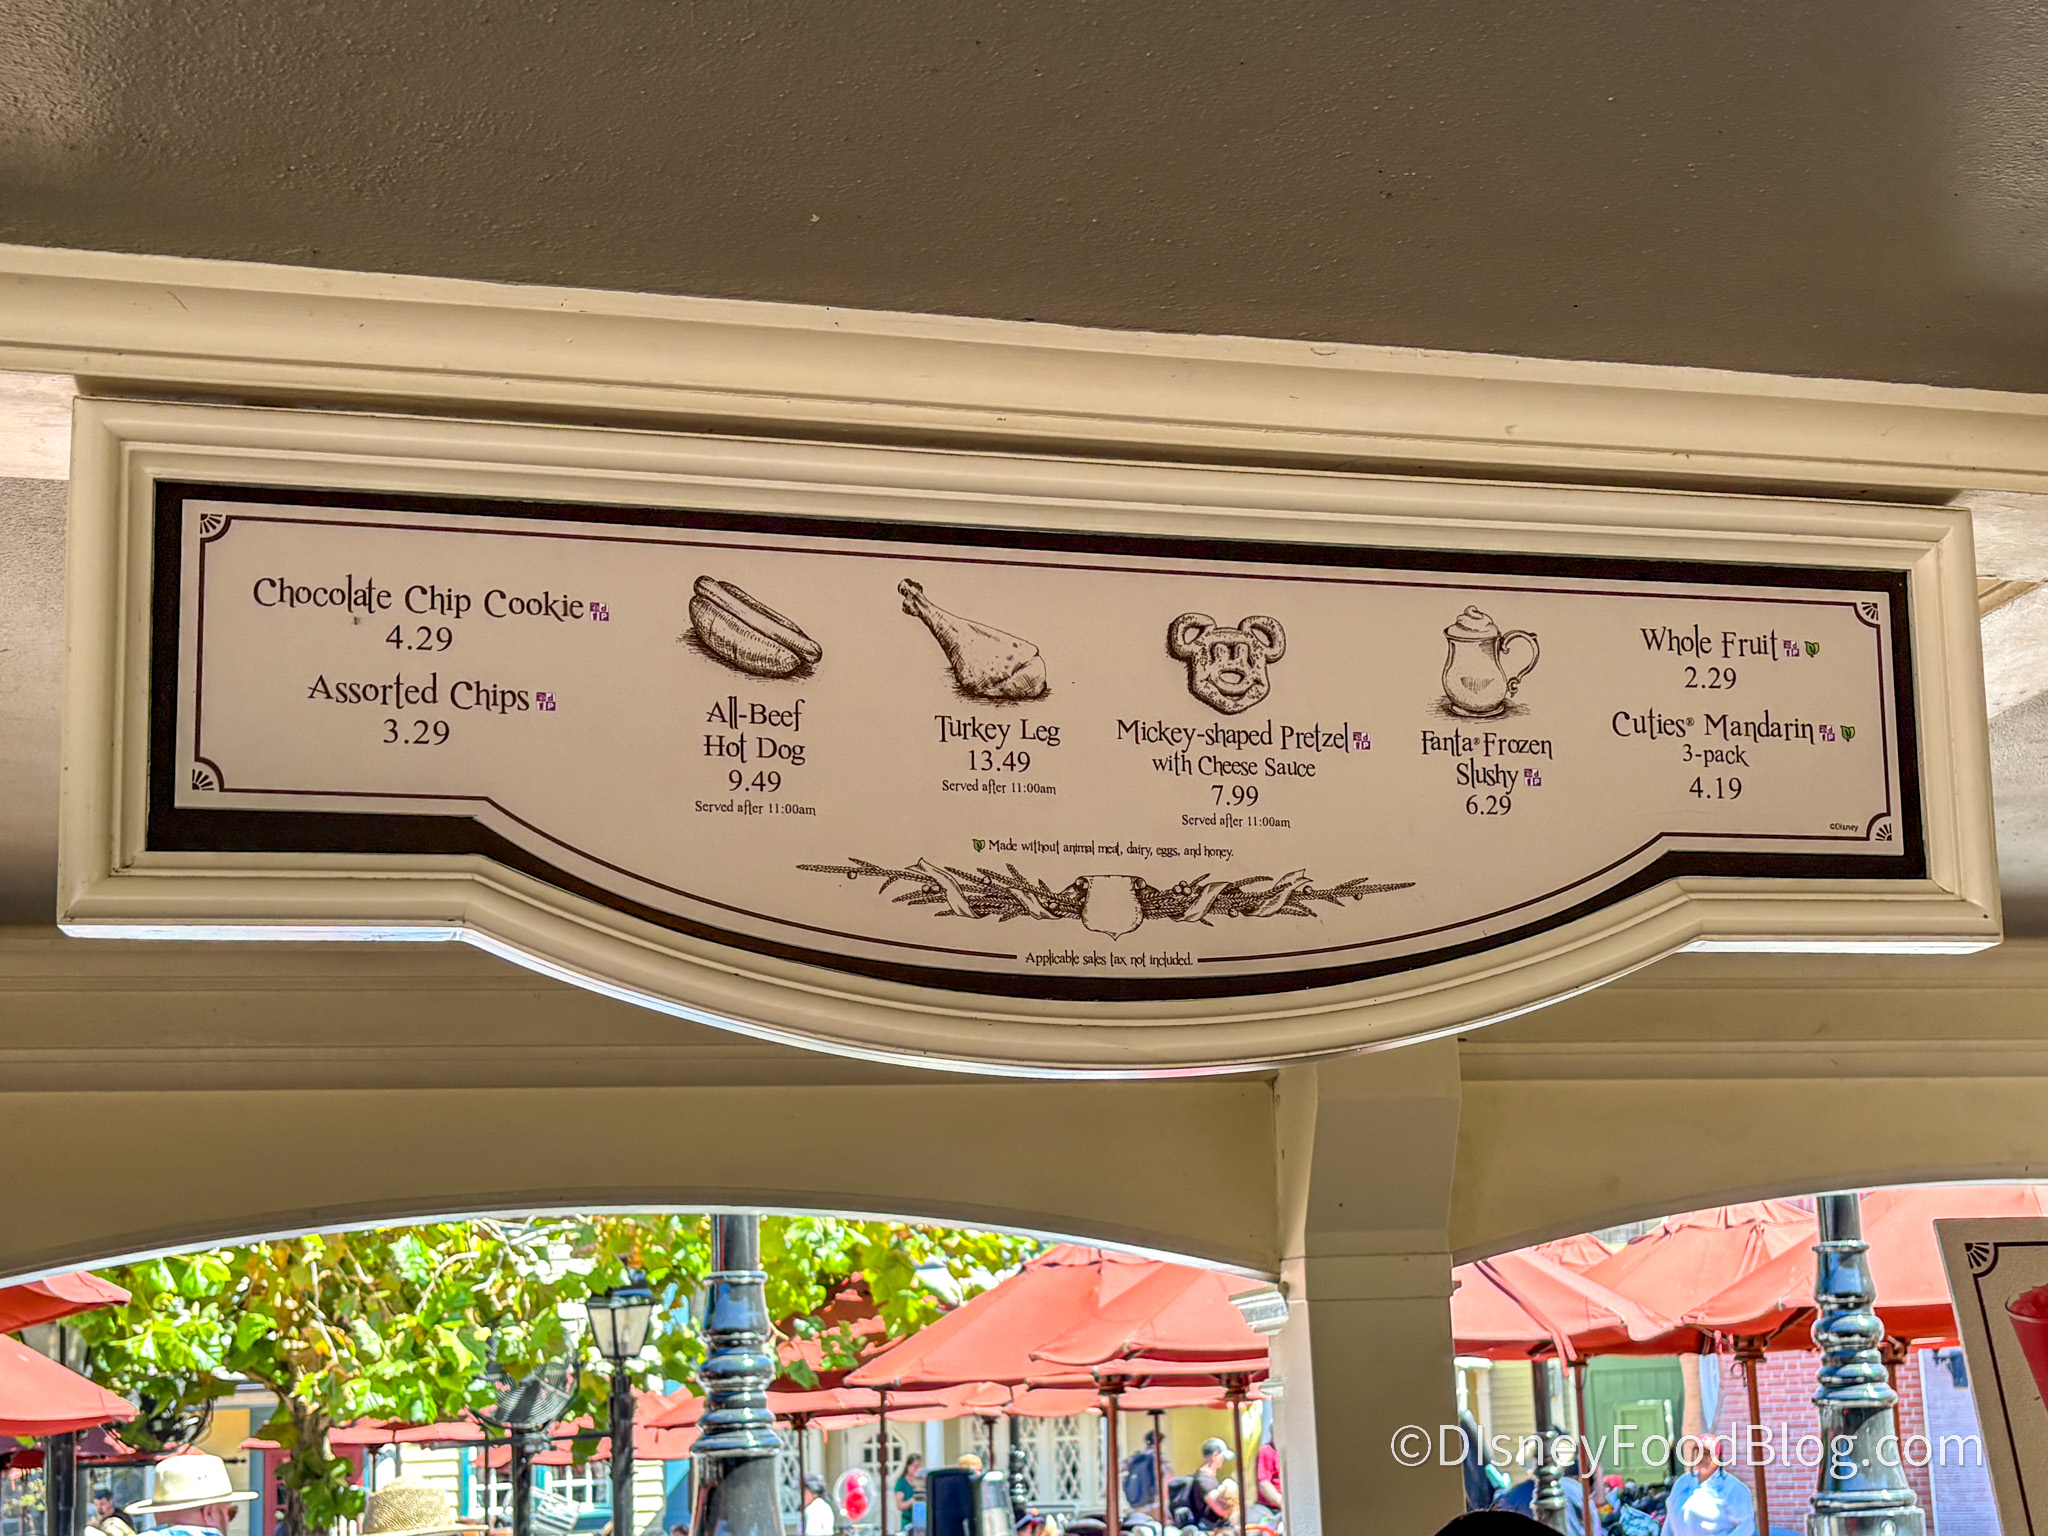 Chocolate Chip Cookie
4.29
Assorted Chips
3.29
All-Beef
Hot Dog
9.49
Served after 11:00am
Turkey Leg
13.49
Served after 11:00am
Mickey-shaped Pretzel
with Cheese Sauce
7.99
Served after 11:00am
Fanta® Frozen
Slushy
6.29
Whole Fruit
2.29
Cuties® Mandarin
3-pack
4.19
©Disney
Made without animal meat, dairy, eggs, and honey.
Applicable sales tax not included.
©DisneyFoodBlog.com